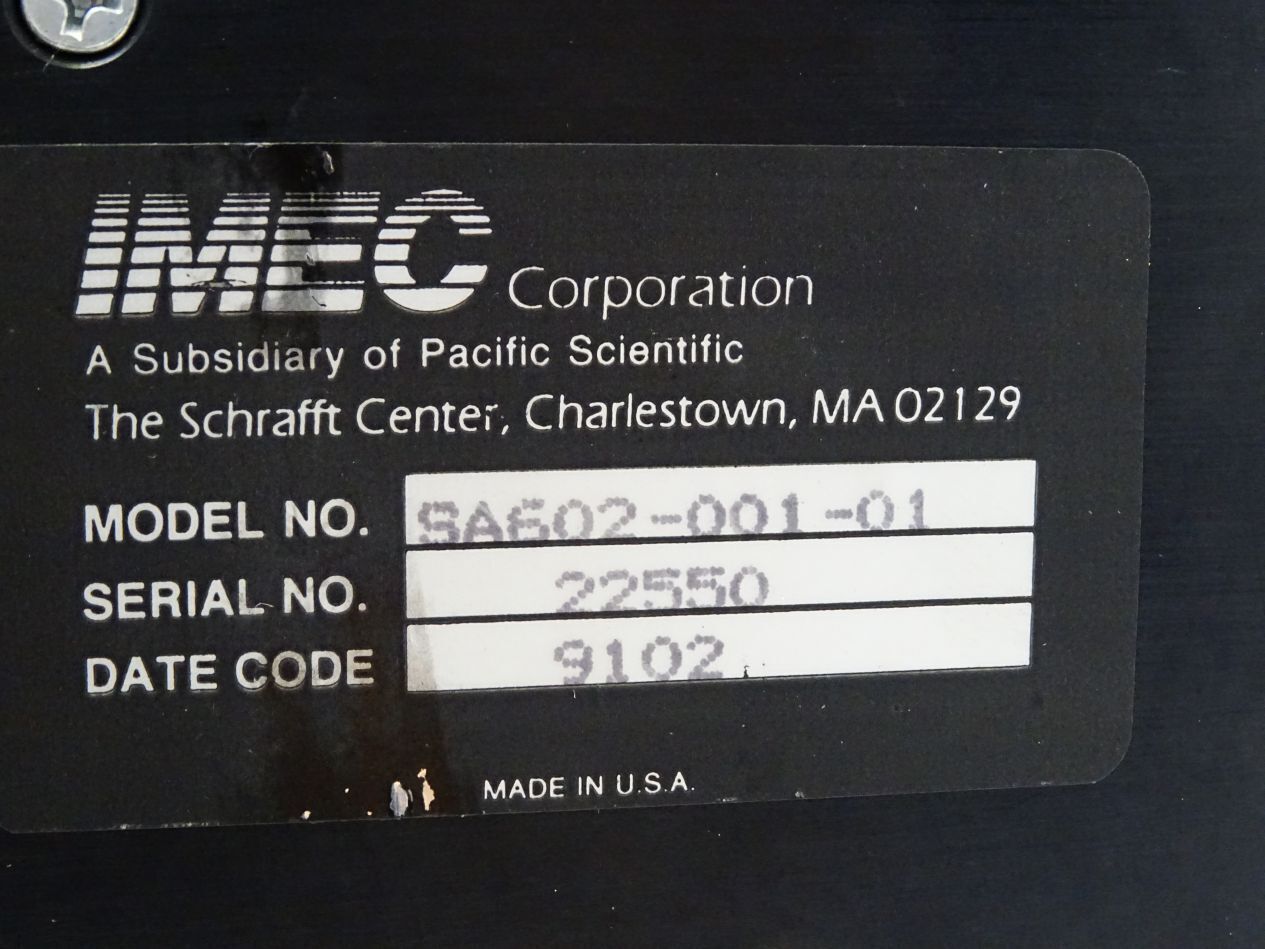 IMEC Corporation
A Subsidiary of Pacific Scientific
The Schrafft Center, Charlestown, MA 02129
MODEL NO. SA602-001-01
SERIAL NO. 22550
DATE CODE 9102
MADE IN U.S.A.